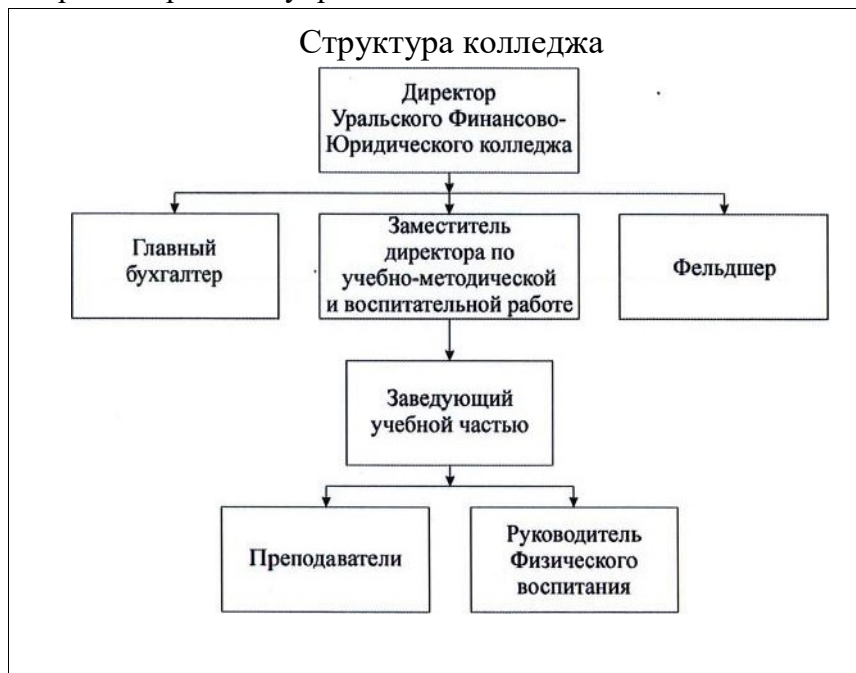 Структура колледжа
Директор
Уральского Финансово-
Юридического колледжа
Главный
бухгалтер
Заместитель
директора по
учебно-методической
и воспитательной работе
Фельдшер
Заведующий
учебной частью
Преподаватели
Руководитель
Физического
воспитания